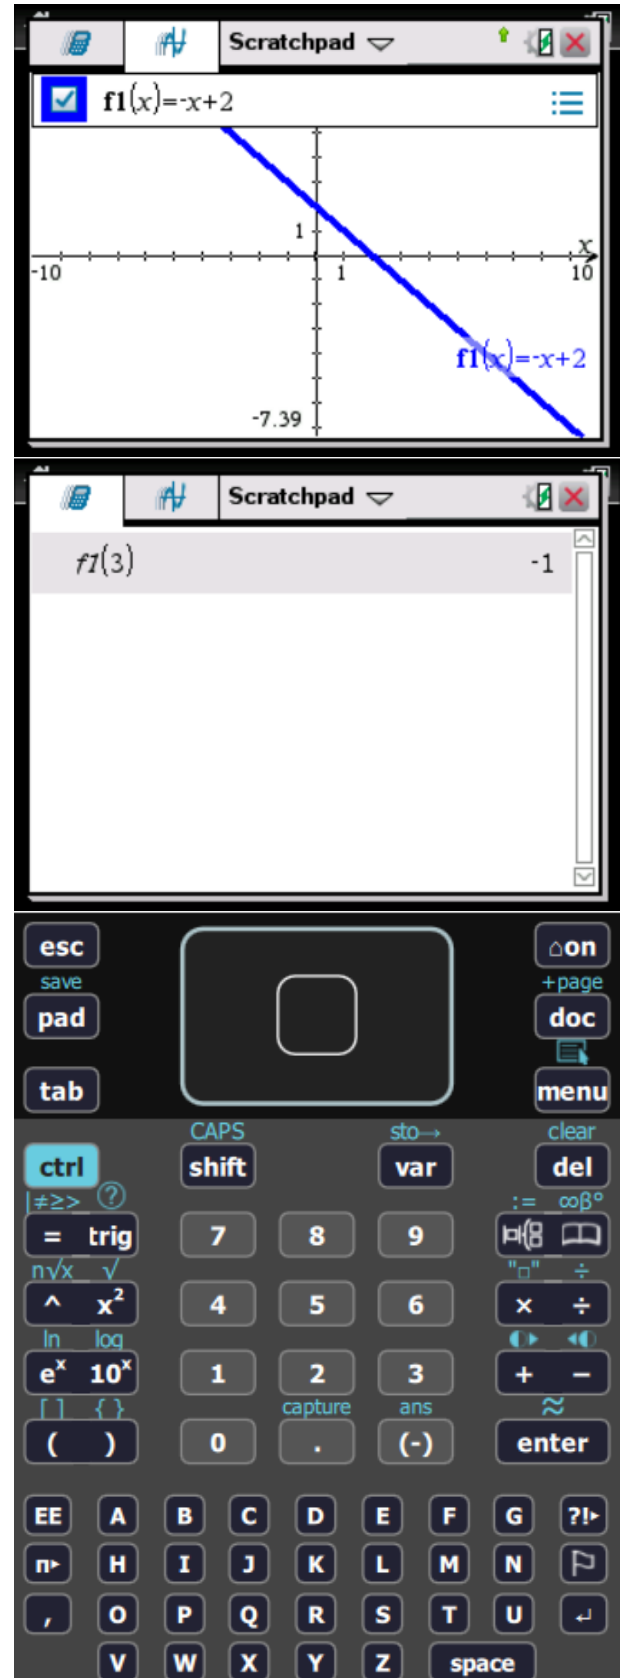 Scratchpad
f1(x)=-x+2
1
x
-10
1
10
f1(x)=-x+2
-7.39
Scratchpad
f1(3) -1
esc on
save +page
pad doc
tab menu
CAPS sto→ clear
ctrl shift var del
|≠≥> ? := ∞β°
= trig 7 8 9
n√x √ "□" ÷
^ x² 4 5 6 × ÷
ln log
eˣ 10ˣ 1 2 3 + −
[ ] { } capture ans ≈
( ) 0 . (-) enter
EE A B C D E F G ?!▸
π▸ H I J K L M N
, O P Q R S T U ↵
V W X Y Z space